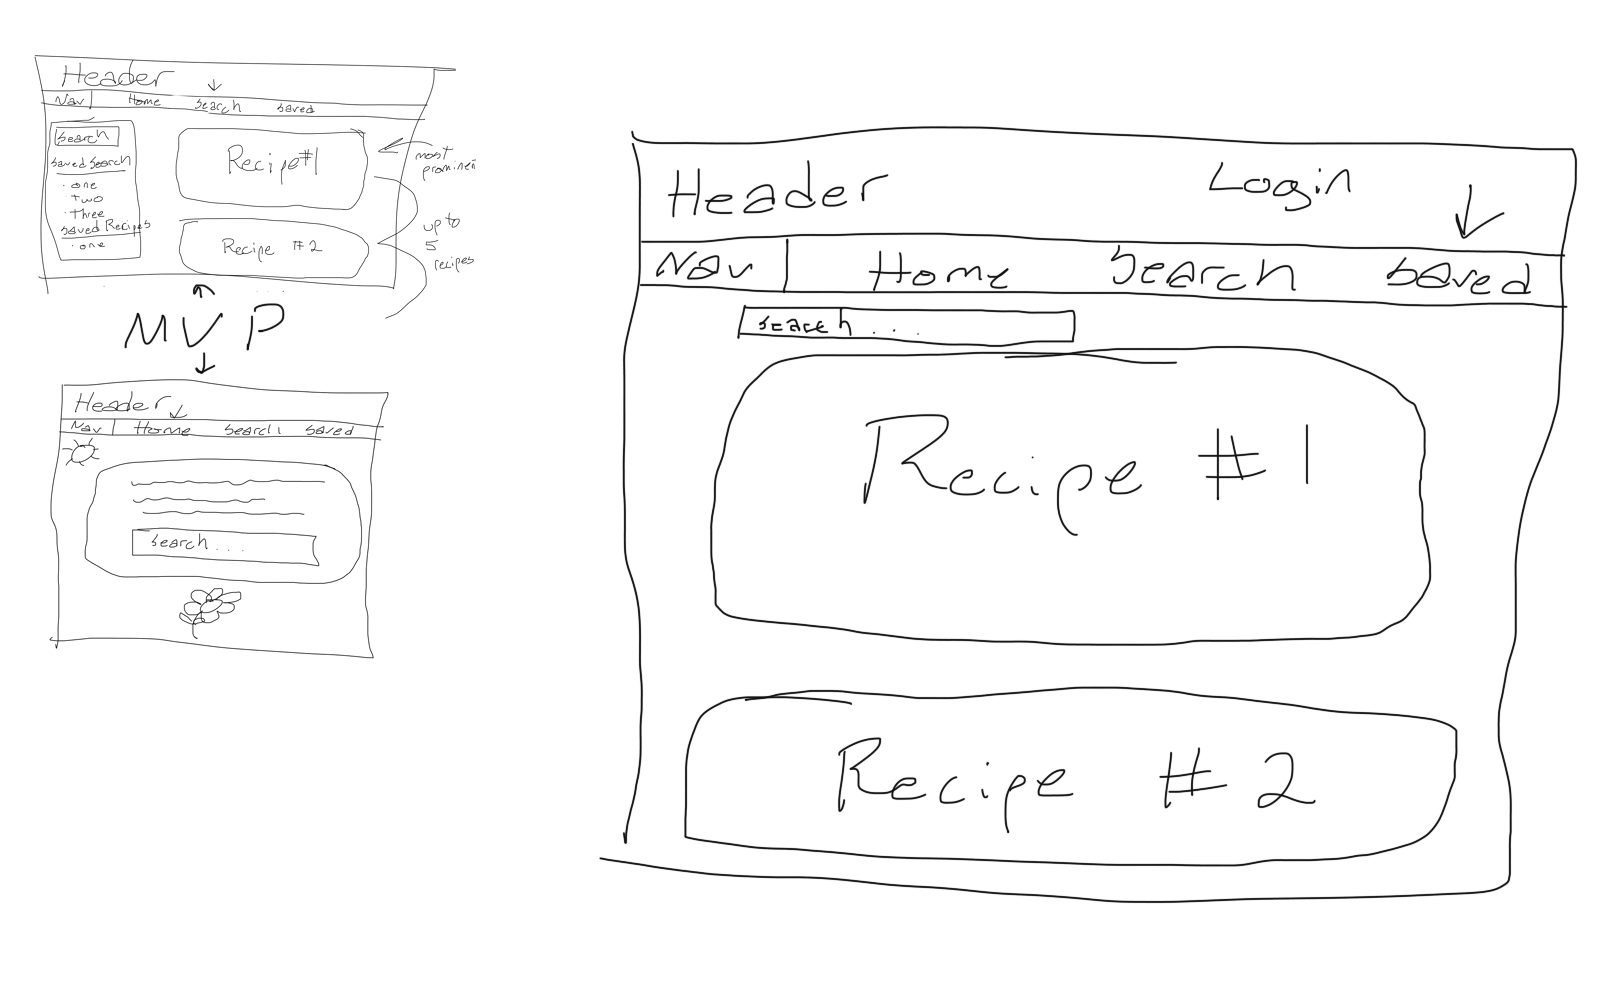 Header
Nav Home Search Saved
Search
Saved Search
· one
· two
· three
Saved Recipes
· one
Recipe #1
Recipe #2
most
prominen
up to
5
recipes
MVP
Header
Nav Home Search Saved
Search...
Header Login
Nav Home Search Saved
Search...
Recipe #1
Recipe #2